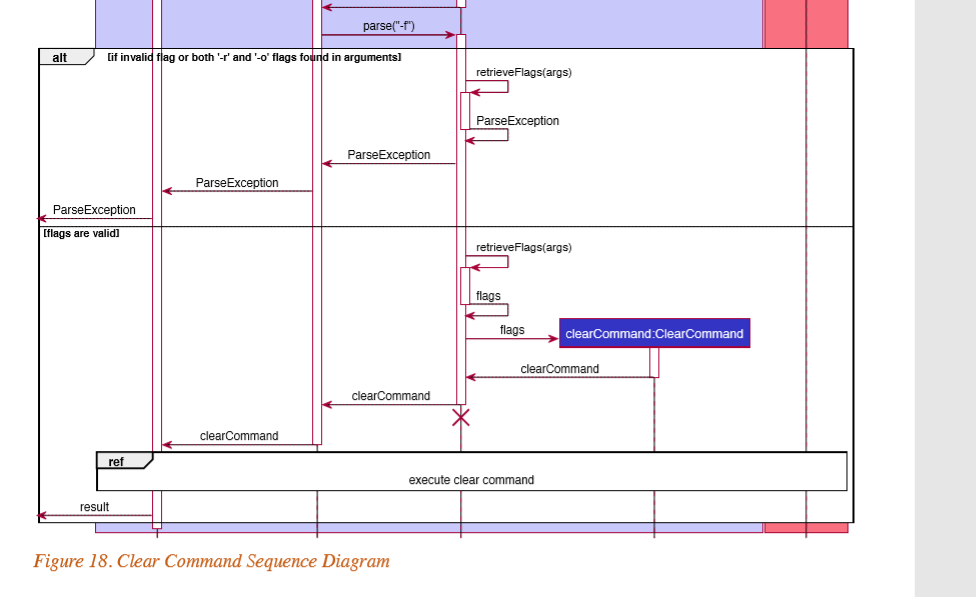 parse("-f")
alt
[if invalid flag or both '-r' and '-o' flags found in arguments]
retrieveFlags(args)
ParseException
ParseException
ParseException
ParseException
[flags are valid]
retrieveFlags(args)
flags
flags
clearCommand:ClearCommand
clearCommand
clearCommand
clearCommand
ref
execute clear command
result
Figure 18. Clear Command Sequence Diagram